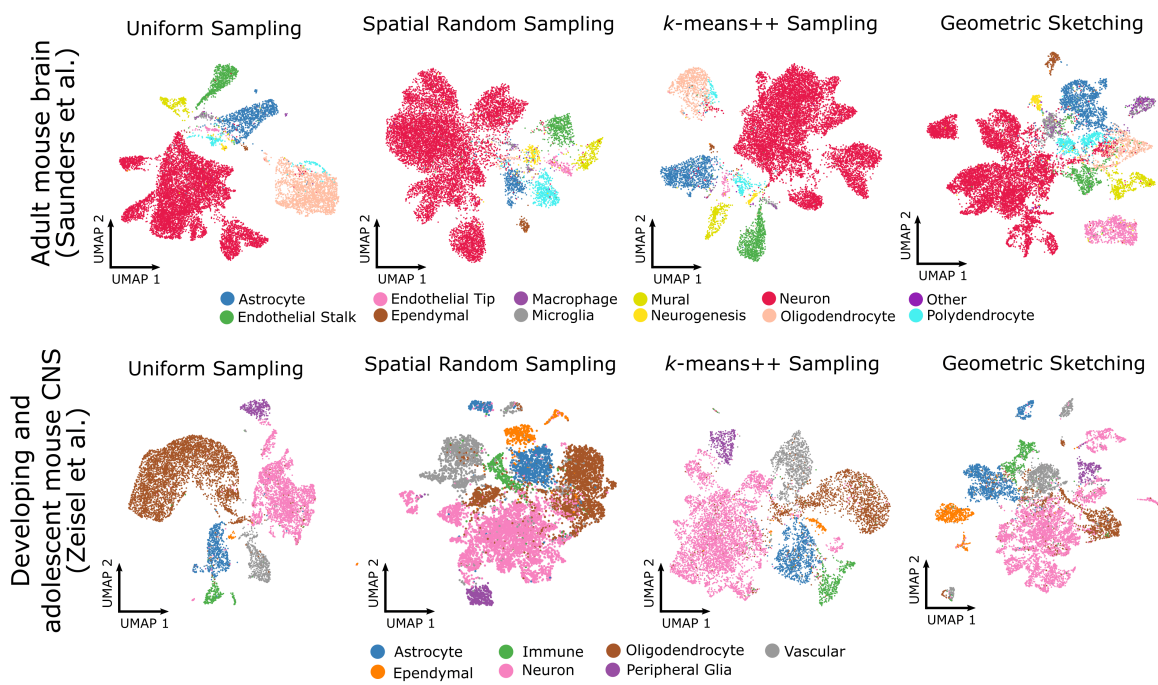 Uniform Sampling
Spatial Random Sampling
k-means++ Sampling
Geometric Sketching
Adult mouse brain
(Saunders et al.)
UMAP 2
UMAP 1
UMAP 2
UMAP 1
UMAP 2
UMAP 1
UMAP 2
UMAP 1
Astrocyte
Endothelial Tip
Macrophage
Mural
Neuron
Other
Endothelial Stalk
Ependymal
Microglia
Neurogenesis
Oligodendrocyte
Polydendrocyte
Uniform Sampling
Spatial Random Sampling
k-means++ Sampling
Geometric Sketching
Developing and
adolescent mouse CNS
(Zeisel et al.)
UMAP 2
UMAP 1
UMAP 2
UMAP 1
UMAP 2
UMAP 1
UMAP 2
UMAP 1
Astrocyte
Immune
Oligodendrocyte
Vascular
Ependymal
Neuron
Peripheral Glia